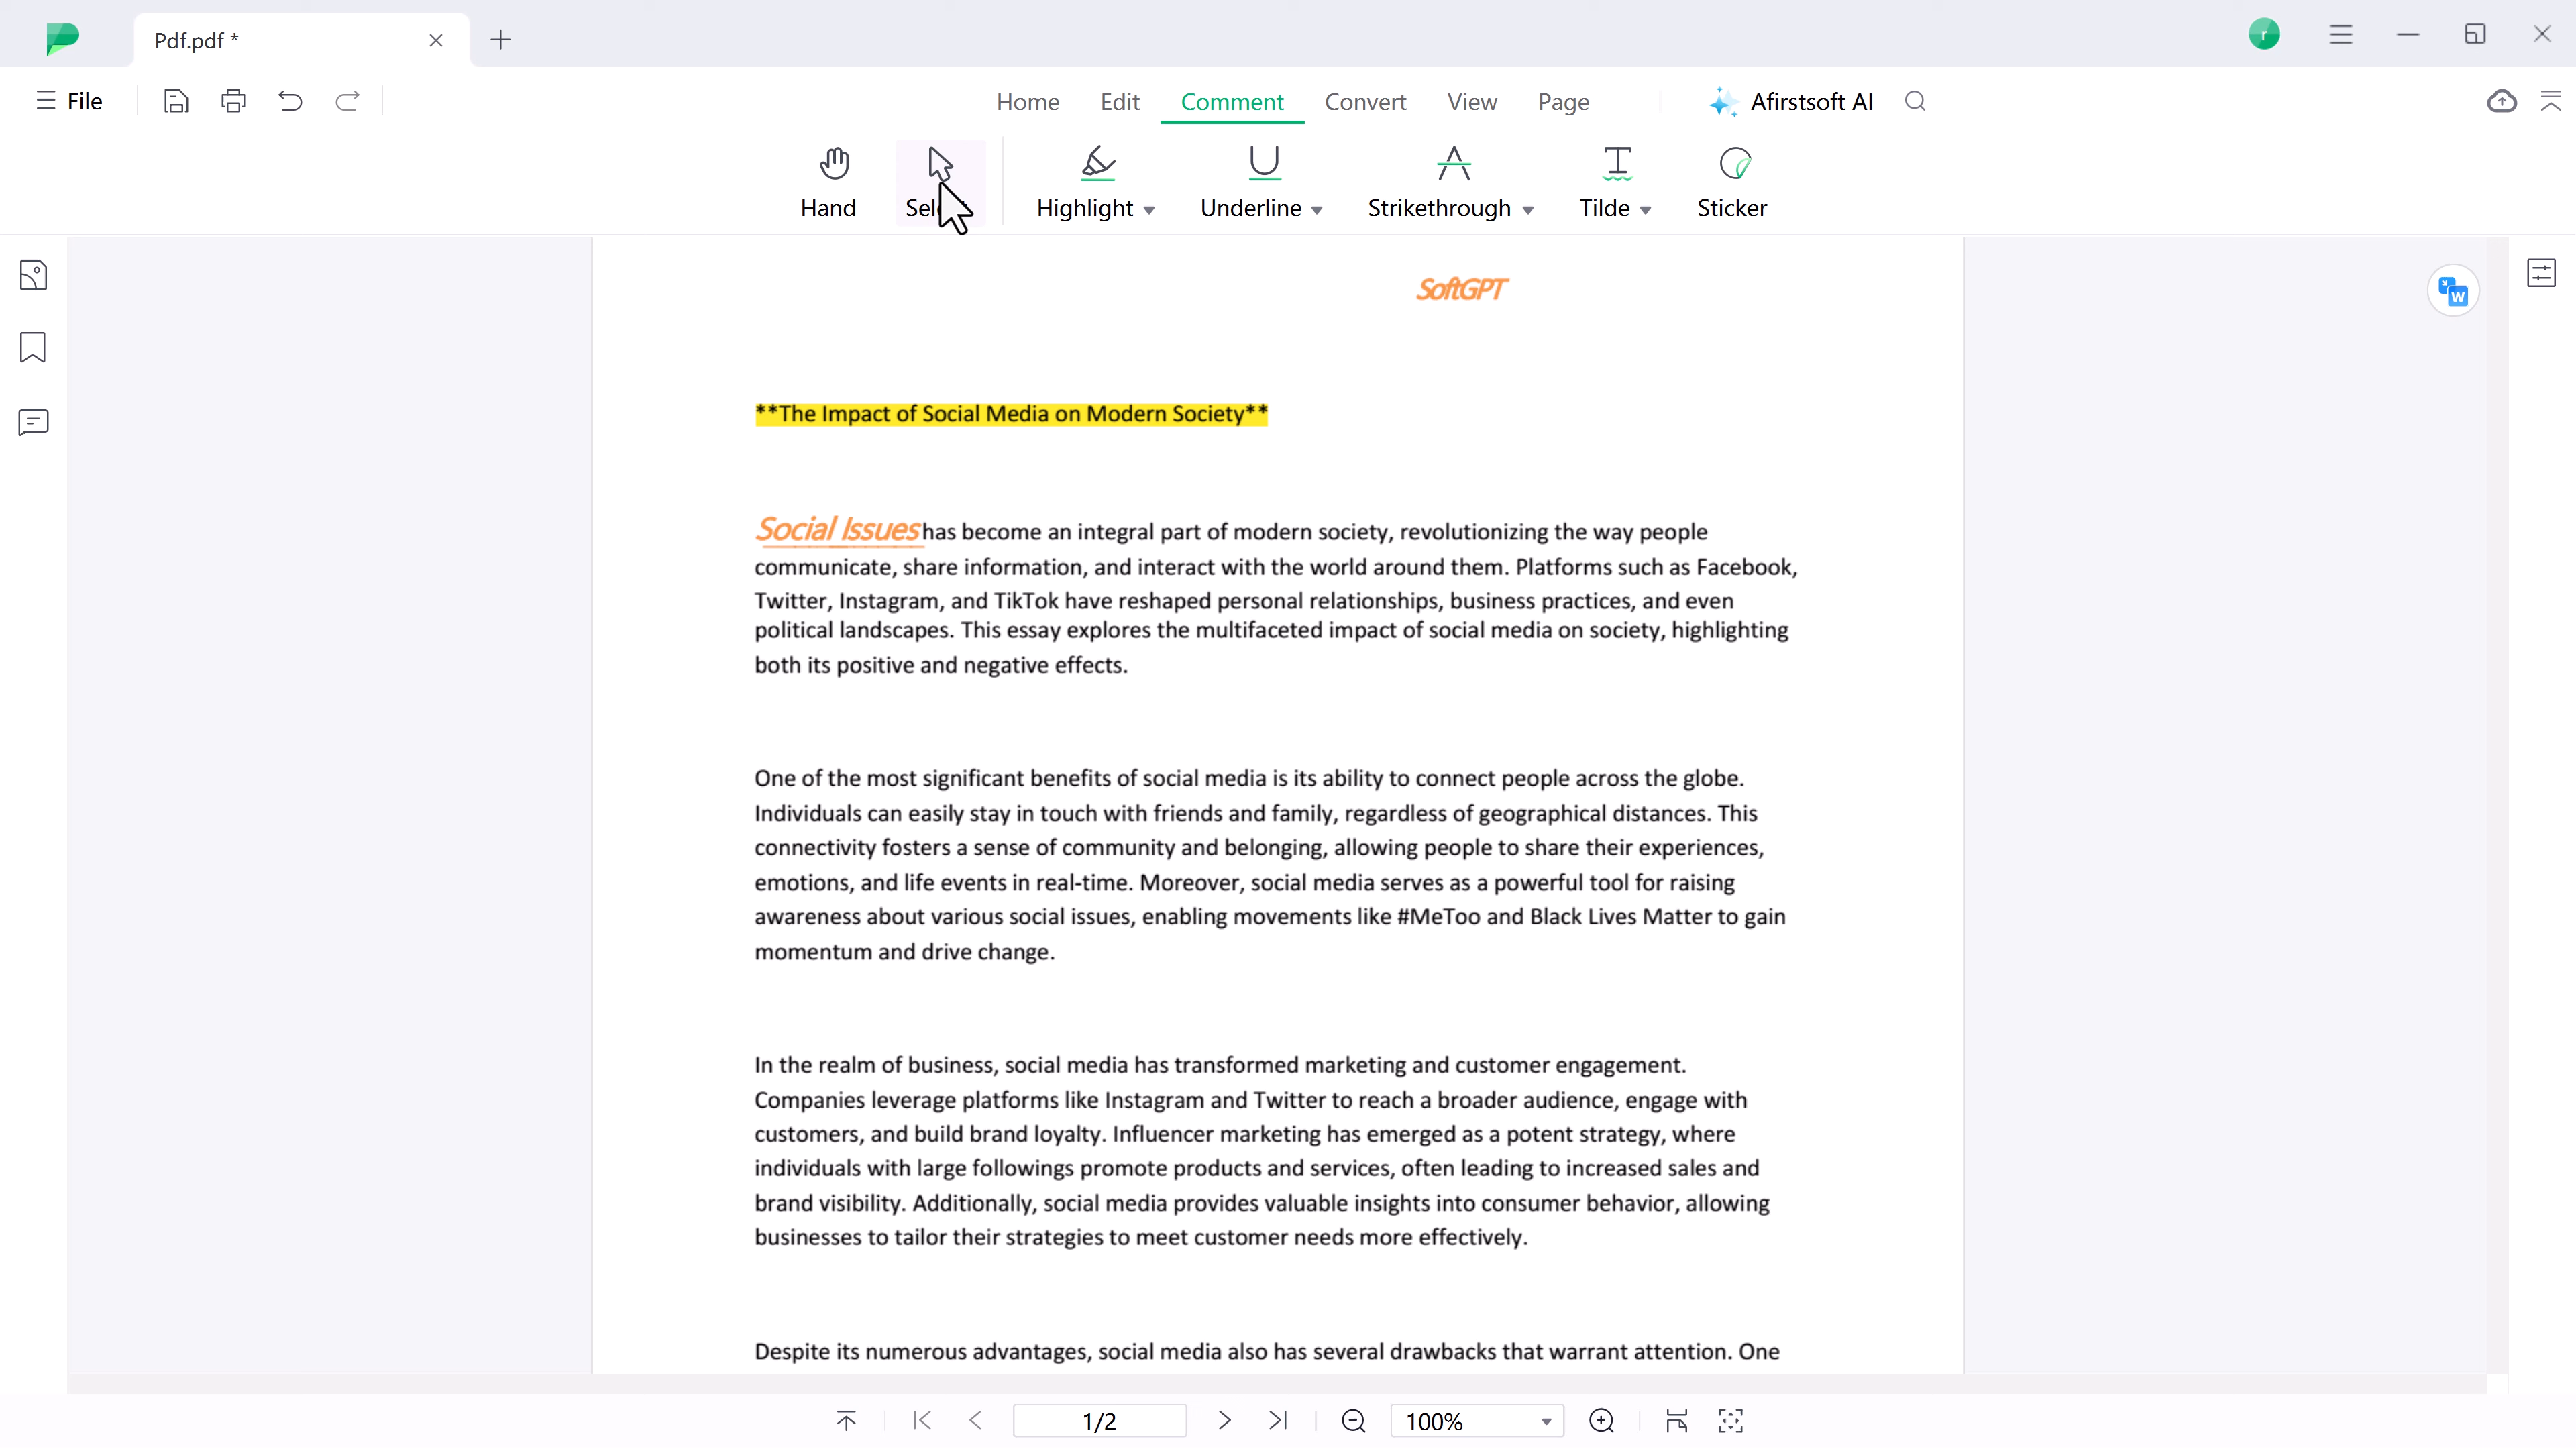 Pdf.pdf *
r
File
Home Edit Comment Convert View Page Afirstsoft AI
Hand Highlight Underline Strikethrough Tilde Sticker
W
SoftGPT
**The Impact of Social Media on Modern Society**
Social Issues has become an integral part of modern society, revolutionizing the way people
communicate, share information, and interact with the world around them. Platforms such as Facebook,
Twitter, Instagram, and TikTok have reshaped personal relationships, business practices, and even
political landscapes. This essay explores the multifaceted impact of social media on society, highlighting
both its positive and negative effects.
One of the most significant benefits of social media is its ability to connect people across the globe.
Individuals can easily stay in touch with friends and family, regardless of geographical distances. This
connectivity fosters a sense of community and belonging, allowing people to share their experiences,
emotions, and life events in real-time. Moreover, social media serves as a powerful tool for raising
awareness about various social issues, enabling movements like #MeToo and Black Lives Matter to gain
momentum and drive change.
In the realm of business, social media has transformed marketing and customer engagement.
Companies leverage platforms like Instagram and Twitter to reach a broader audience, engage with
customers, and build brand loyalty. Influencer marketing has emerged as a potent strategy, where
individuals with large followings promote products and services, often leading to increased sales and
brand visibility. Additionally, social media provides valuable insights into consumer behavior, allowing
businesses to tailor their strategies to meet customer needs more effectively.
Despite its numerous advantages, social media also has several drawbacks that warrant attention. One
1/2 100%